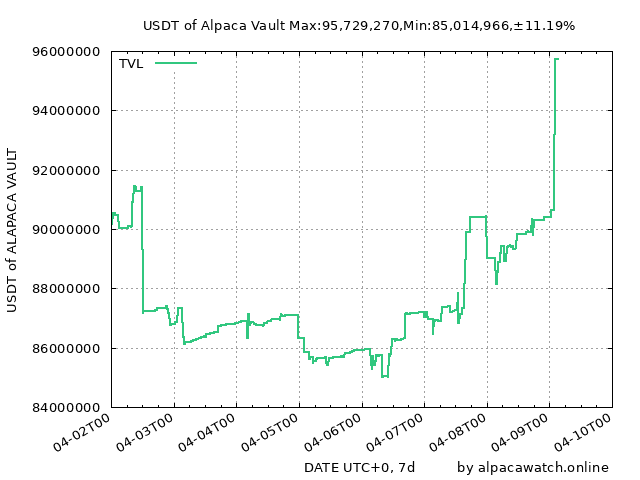 USDT of Alpaca Vault Max:95,729,270,Min:85,014,966,±11.19%
TVL
USDT of ALAPACA VAULT
96000000
94000000
92000000
90000000
88000000
86000000
84000000
04-02T00
04-03T00
04-04T00
04-05T00
04-06T00
04-07T00
04-08T00
04-09T00
04-10T00
DATE UTC+0, 7d
by alpacawatch.online